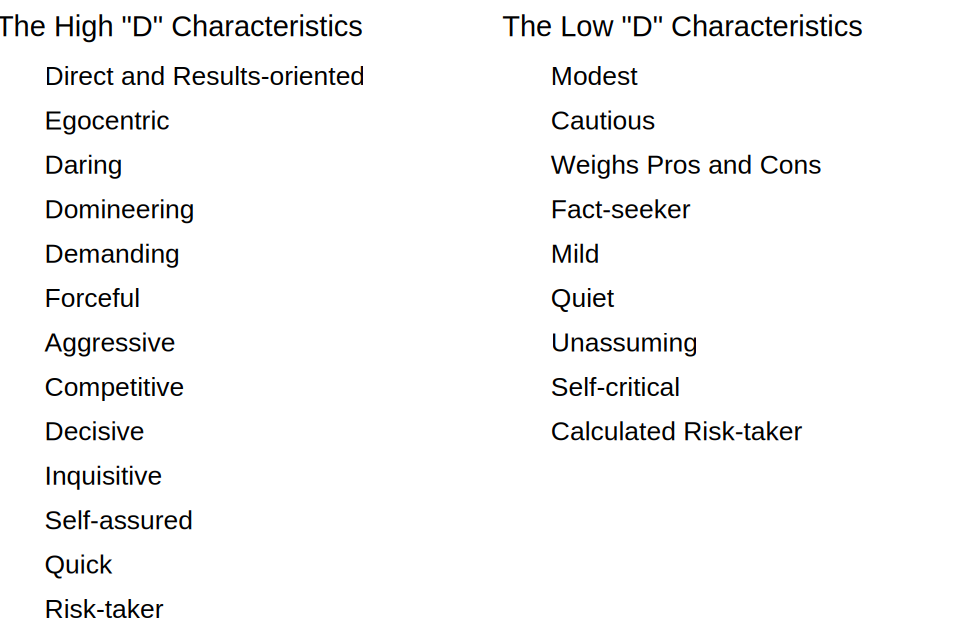 The High "D" Characteristics
Direct and Results-oriented
Egocentric
Daring
Domineering
Demanding
Forceful
Aggressive
Competitive
Decisive
Inquisitive
Self-assured
Quick
Risk-taker
The Low "D" Characteristics
Modest
Cautious
Weighs Pros and Cons
Fact-seeker
Mild
Quiet
Unassuming
Self-critical
Calculated Risk-taker